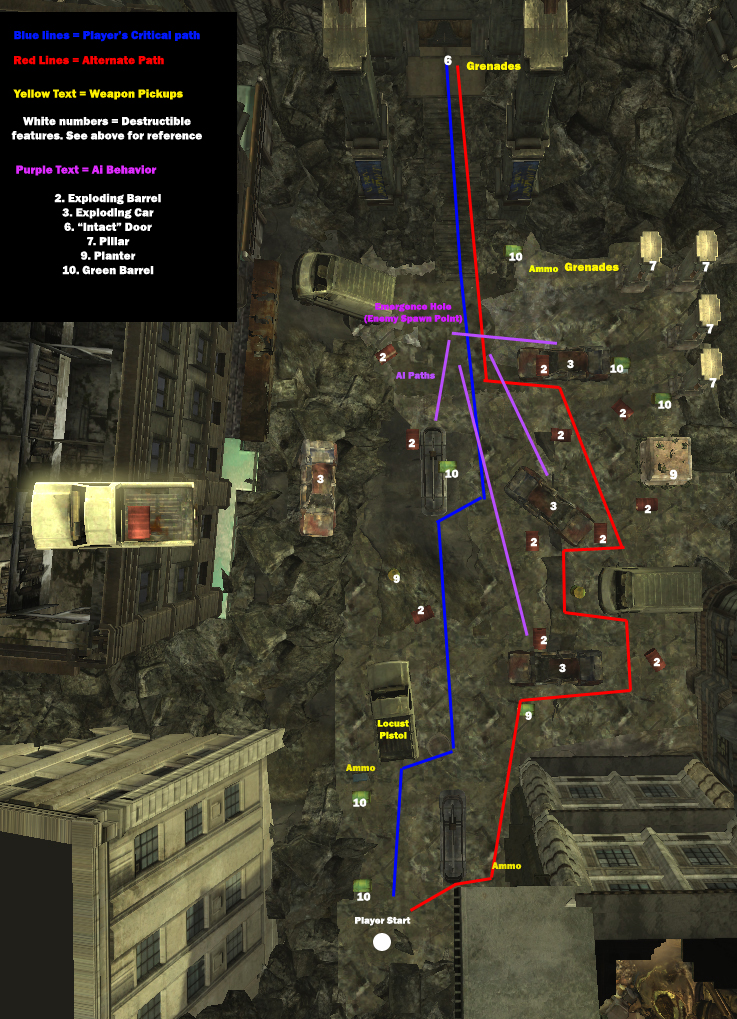 Blue lines = Player's Critical path
Red Lines = Alternate Path
Yellow Text = Weapon Pickups
White numbers = Destructible
features. See above for reference
Purple Text = Ai Behavior
2. Exploding Barrel
3. Exploding Car
6. “Intact” Door
7. Pillar
9. Planter
10. Green Barrel
6
Grenades
10
Ammo Grenades
7
7
7
7
Emergence Hole
(Enemy Spawn Point)
2
2
3
10
AI Paths
2
10
2
2
10
9
3
3
2
2
2
9
2
2
3
2
9
Locust
Pistol
Ammo
10
Ammo
10
Player Start